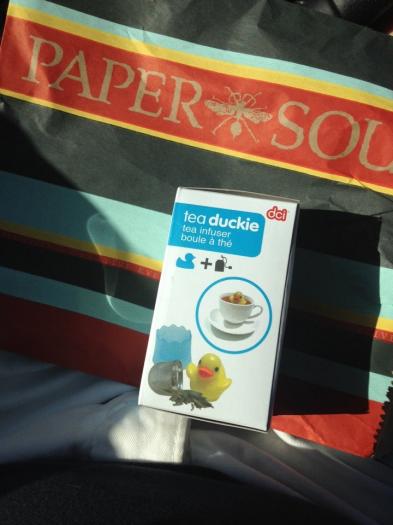 PAPER SOU
tea duckie
dci
tea infuser
boule à thé